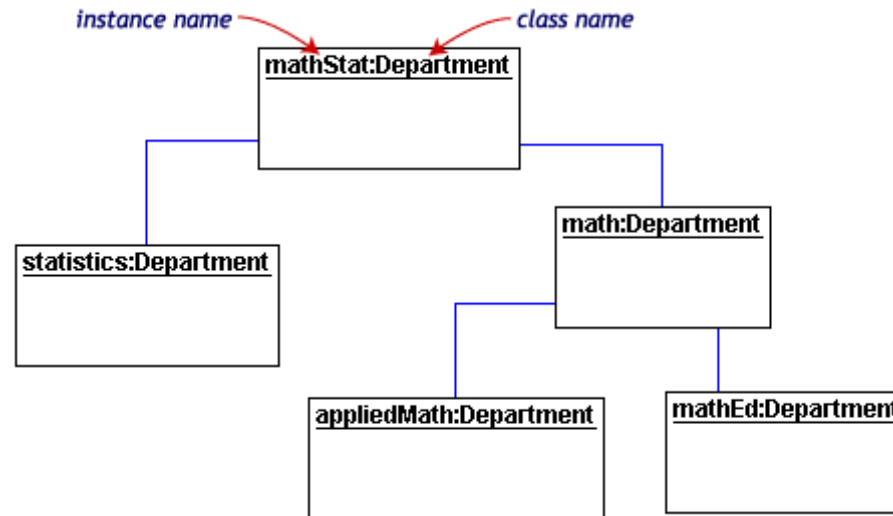 instance name
class name
mathStat:Department
math:Department
statistics:Department
appliedMath:Department
mathEd:Department